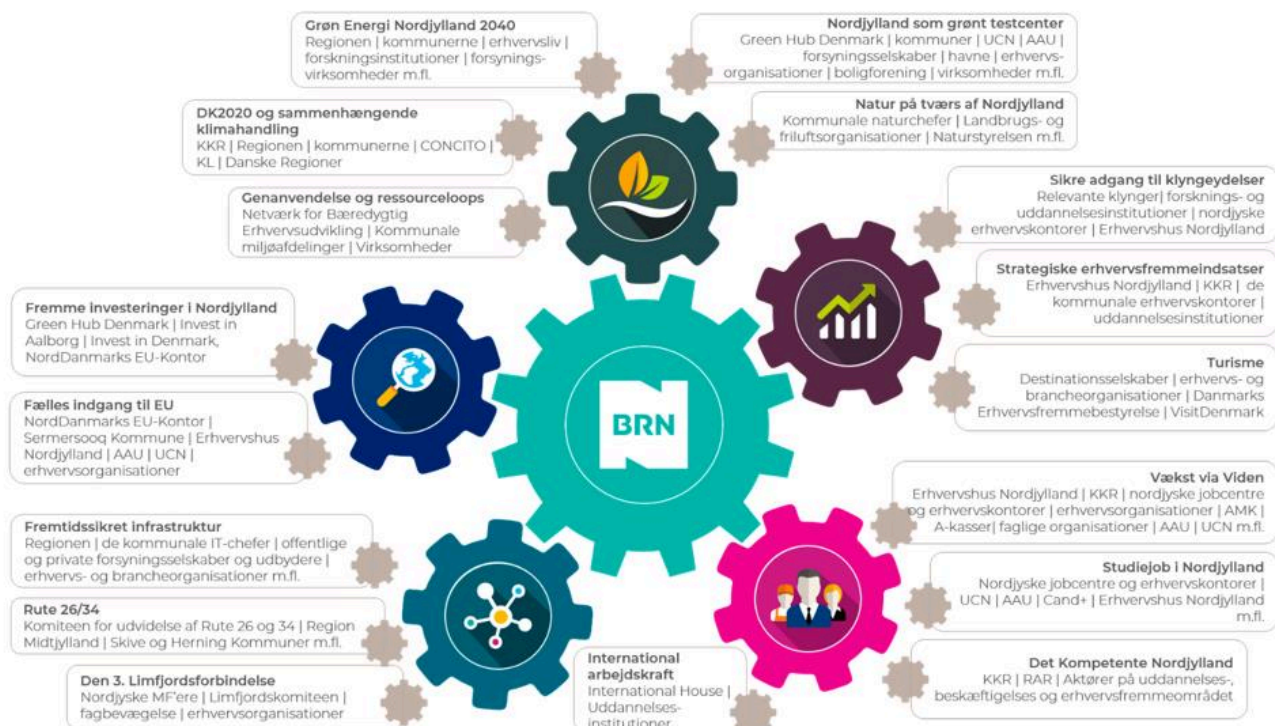 Grøn Energi Nordjylland 2040
Regionen | kommunerne | erhvervsliv |
forskningsinstitutioner | forsynings-
virksomheder m.fl.
Nordjylland som grønt testcenter
Green Hub Denmark | kommuner | UCN | AAU |
forsyningsselskaber | havne | erhvervs-
organisationer | boligforening | virksomheder m.fl.
DK2020 og sammenhængende
klimahandling
KKR | Regionen | kommunerne | CONCITO |
KL | Danske Regioner
Natur på tværs af Nordjylland
Kommunale naturchefer | Landbrugs- og
friluftsorganisationer | Naturstyrelsen m.fl.
Genanvendelse og ressourceloops
Netværk for Bæredygtig
Erhvervsudvikling | Kommunale
miljøafdelinger | Virksomheder
Sikre adgang til klyngeydelser
Relevante klynger| forsknings- og
uddannelsesinstitutioner | nordjyske
erhvervskontorer | Erhvervshus Nordjylland
Strategiske erhvervsfremmeindsatser
Erhvervshus Nordjylland | KKR | de
kommunale erhvervskontorer |
uddannelsesinstitutioner
Fremme investeringer i Nordjylland
Green Hub Denmark | Invest in
Aalborg | Invest in Denmark,
NordDanmarks EU-Kontor
Turisme
Destinationsselskaber | erhvervs- og
brancheorganisationer | Danmarks
Erhvervsfremmebestyrelse | VisitDenmark
BRN
Fælles indgang til EU
NordDanmarks EU-Kontor |
Sermersooq Kommune | Erhvervshus
Nordjylland | AAU | UCN |
erhvervsorganisationer
Vækst via Viden
Erhvervshus Nordjylland | KKR | nordjyske jobcentre
og erhvervskontorer | erhvervsorganisationer | AMK |
A-kasser| faglige organisationer | AAU | UCN m.fl.
Fremtidssikret infrastruktur
Regionen | de kommunale IT-chefer | offentlige
og private forsyningsselskaber og udbydere |
erhvervs- og brancheorganisationer m.fl.
Studiejob i Nordjylland
Nordjyske jobcentre og erhvervskontorer |
UCN | AAU | Cand+ | Erhvervshus Nordjylland
m.fl.
Rute 26/34
Komiteen for udvidelse af Rute 26 og 34 | Region
Midtjylland | Skive og Herning Kommuner m.fl.
Den 3. Limfjordsforbindelse
Nordjyske MF'ere | Limfjordskomiteen |
fagbevægelse | erhvervsorganisationer
International
arbejdskraft
International House |
Uddannelses-
institutioner
Det Kompetente Nordjylland
KKR | RAR | Aktører på uddannelses-,
beskæftigelses og erhvervsfremmeområdet